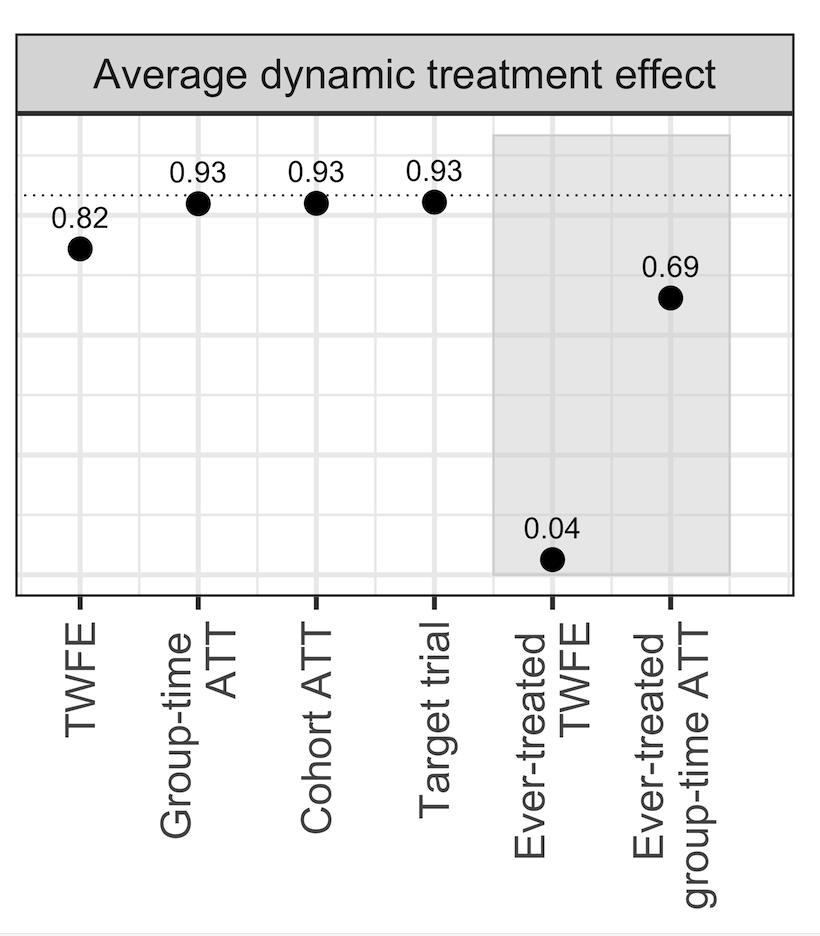 Average dynamic treatment effect
0.82
0.93
0.93
0.93
0.04
0.69
TWFE
Group-time
ATT
Cohort ATT
Target trial
Ever-treated
TWFE
Ever-treated
group-time ATT